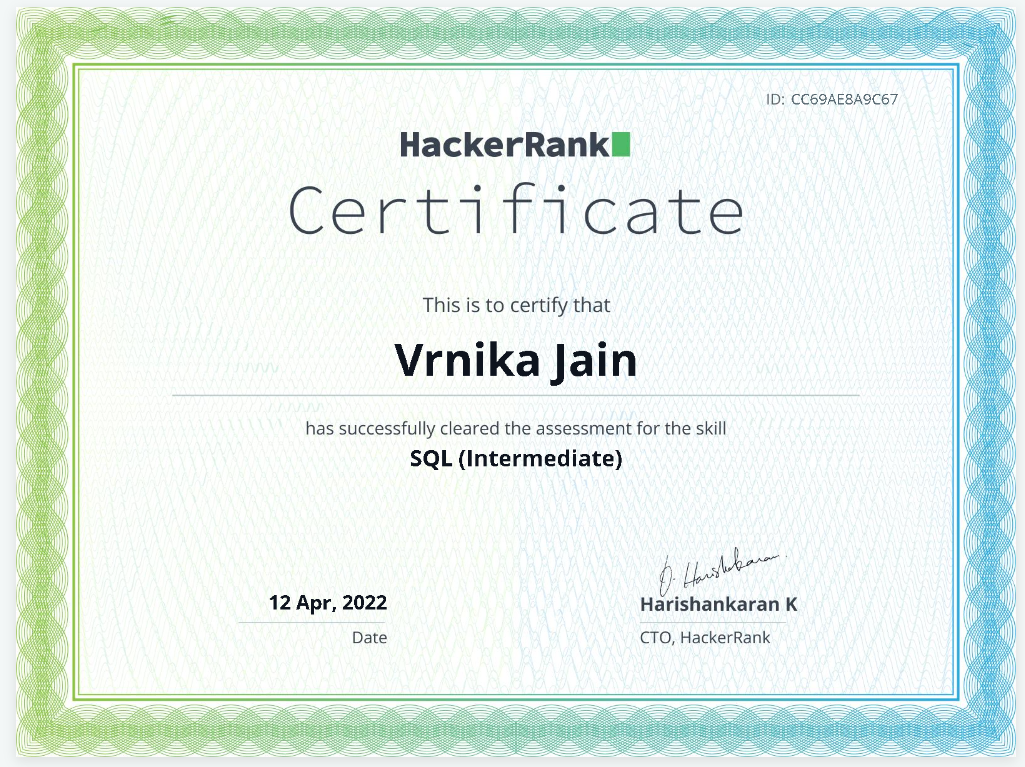 ID: CC69AE8A9C67
HackerRank
Certificate
This is to certify that
Vrnika Jain
has successfully cleared the assessment for the skill
SQL (Intermediate)
12 Apr, 2022
Date
Harishankaran K
CTO, HackerRank